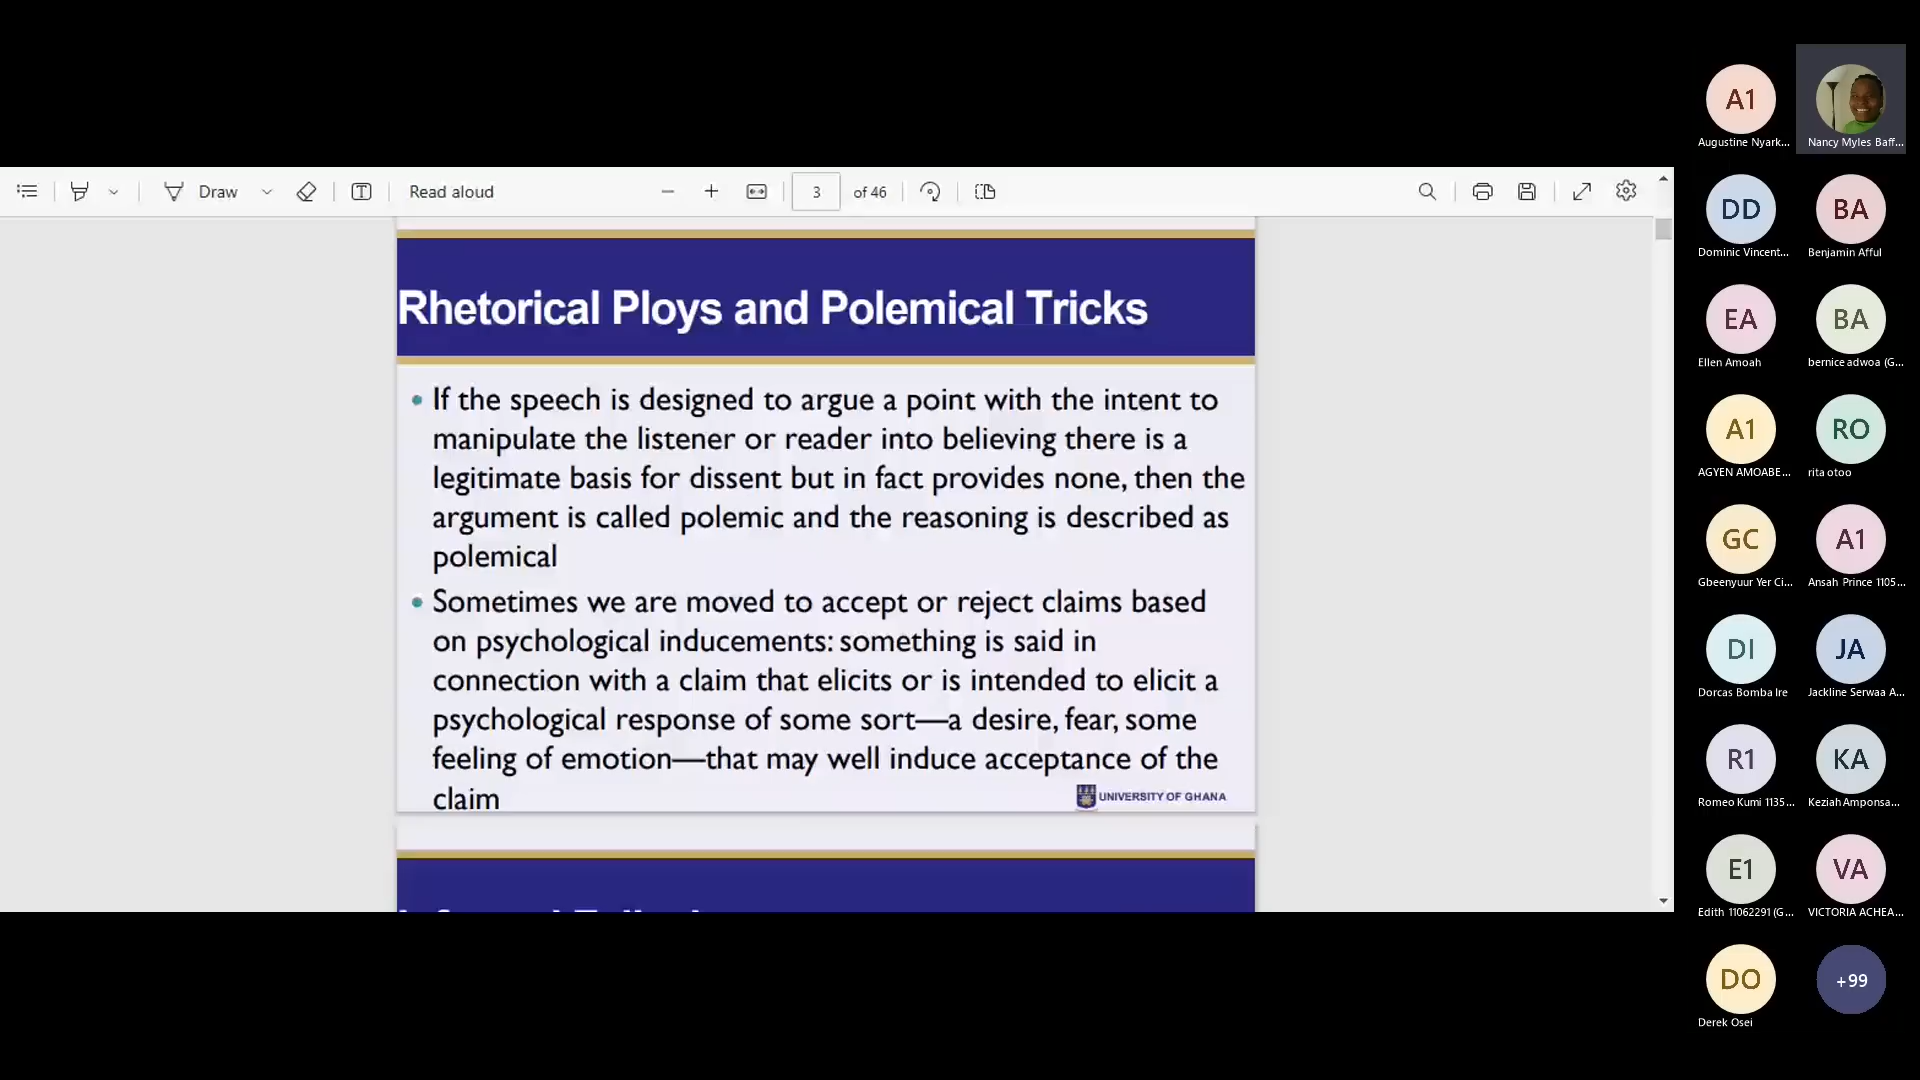 Read aloud
Draw
3 of 46
Rhetorical Ploys and Polemical Tricks
• If the speech is designed to argue a point with the intent to
manipulate the listener or reader into believing there is a
legitimate basis for dissent but in fact provides none, then the
argument is called polemic and the reasoning is described as
polemical
• Sometimes we are moved to accept or reject claims based
on psychological inducements: something is said in
connection with a claim that elicits or is intended to elicit a
psychological response of some sort—a desire, fear, some
feeling of emotion—that may well induce acceptance of the
claim
UNIVERSITY OF GHANA
A1
Augustine Nyark...
Nancy Myles Baff...
DD
Dominic Vincent...
BA
Benjamin Afful
EA
Ellen Amoah
BA
bernice adwoa (G...
A1
AGYEN AMOABE...
RO
rita otoo
GC
Gbeenyuur Yer Ci...
A1
Ansah Prince 1105...
DI
Dorcas Bomba Ire
JA
Jackline Serwaa A...
R1
Romeo Kumi 1135...
KA
Keziah Amponsa...
E1
Edith 11062291 (G...
VA
VICTORIA ACHEA...
DO
Derek Osei
+99